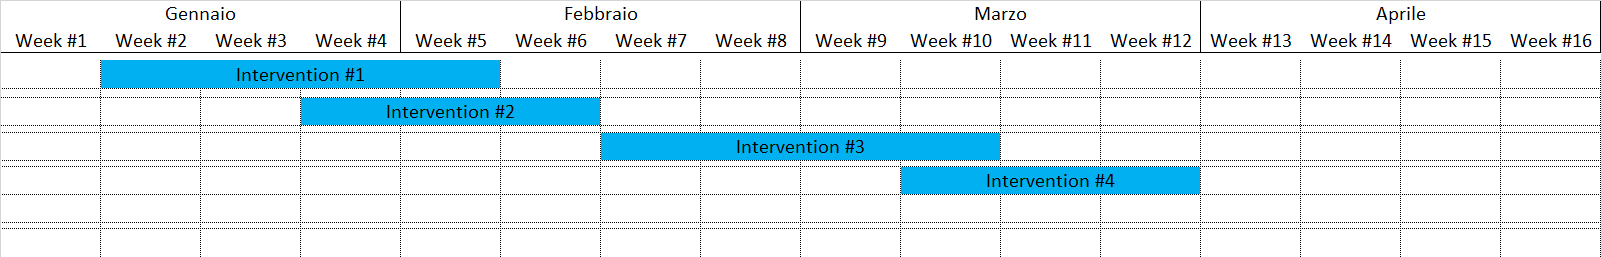 Gennaio Febbraio Marzo Aprile
Week #1 Week #2 Week #3 Week #4 Week #5 Week #6 Week #7 Week #8 Week #9 Week #10 Week #11 Week #12 Week #13 Week #14 Week #15 Week #16
Intervention #1
Intervention #2
Intervention #3
Intervention #4